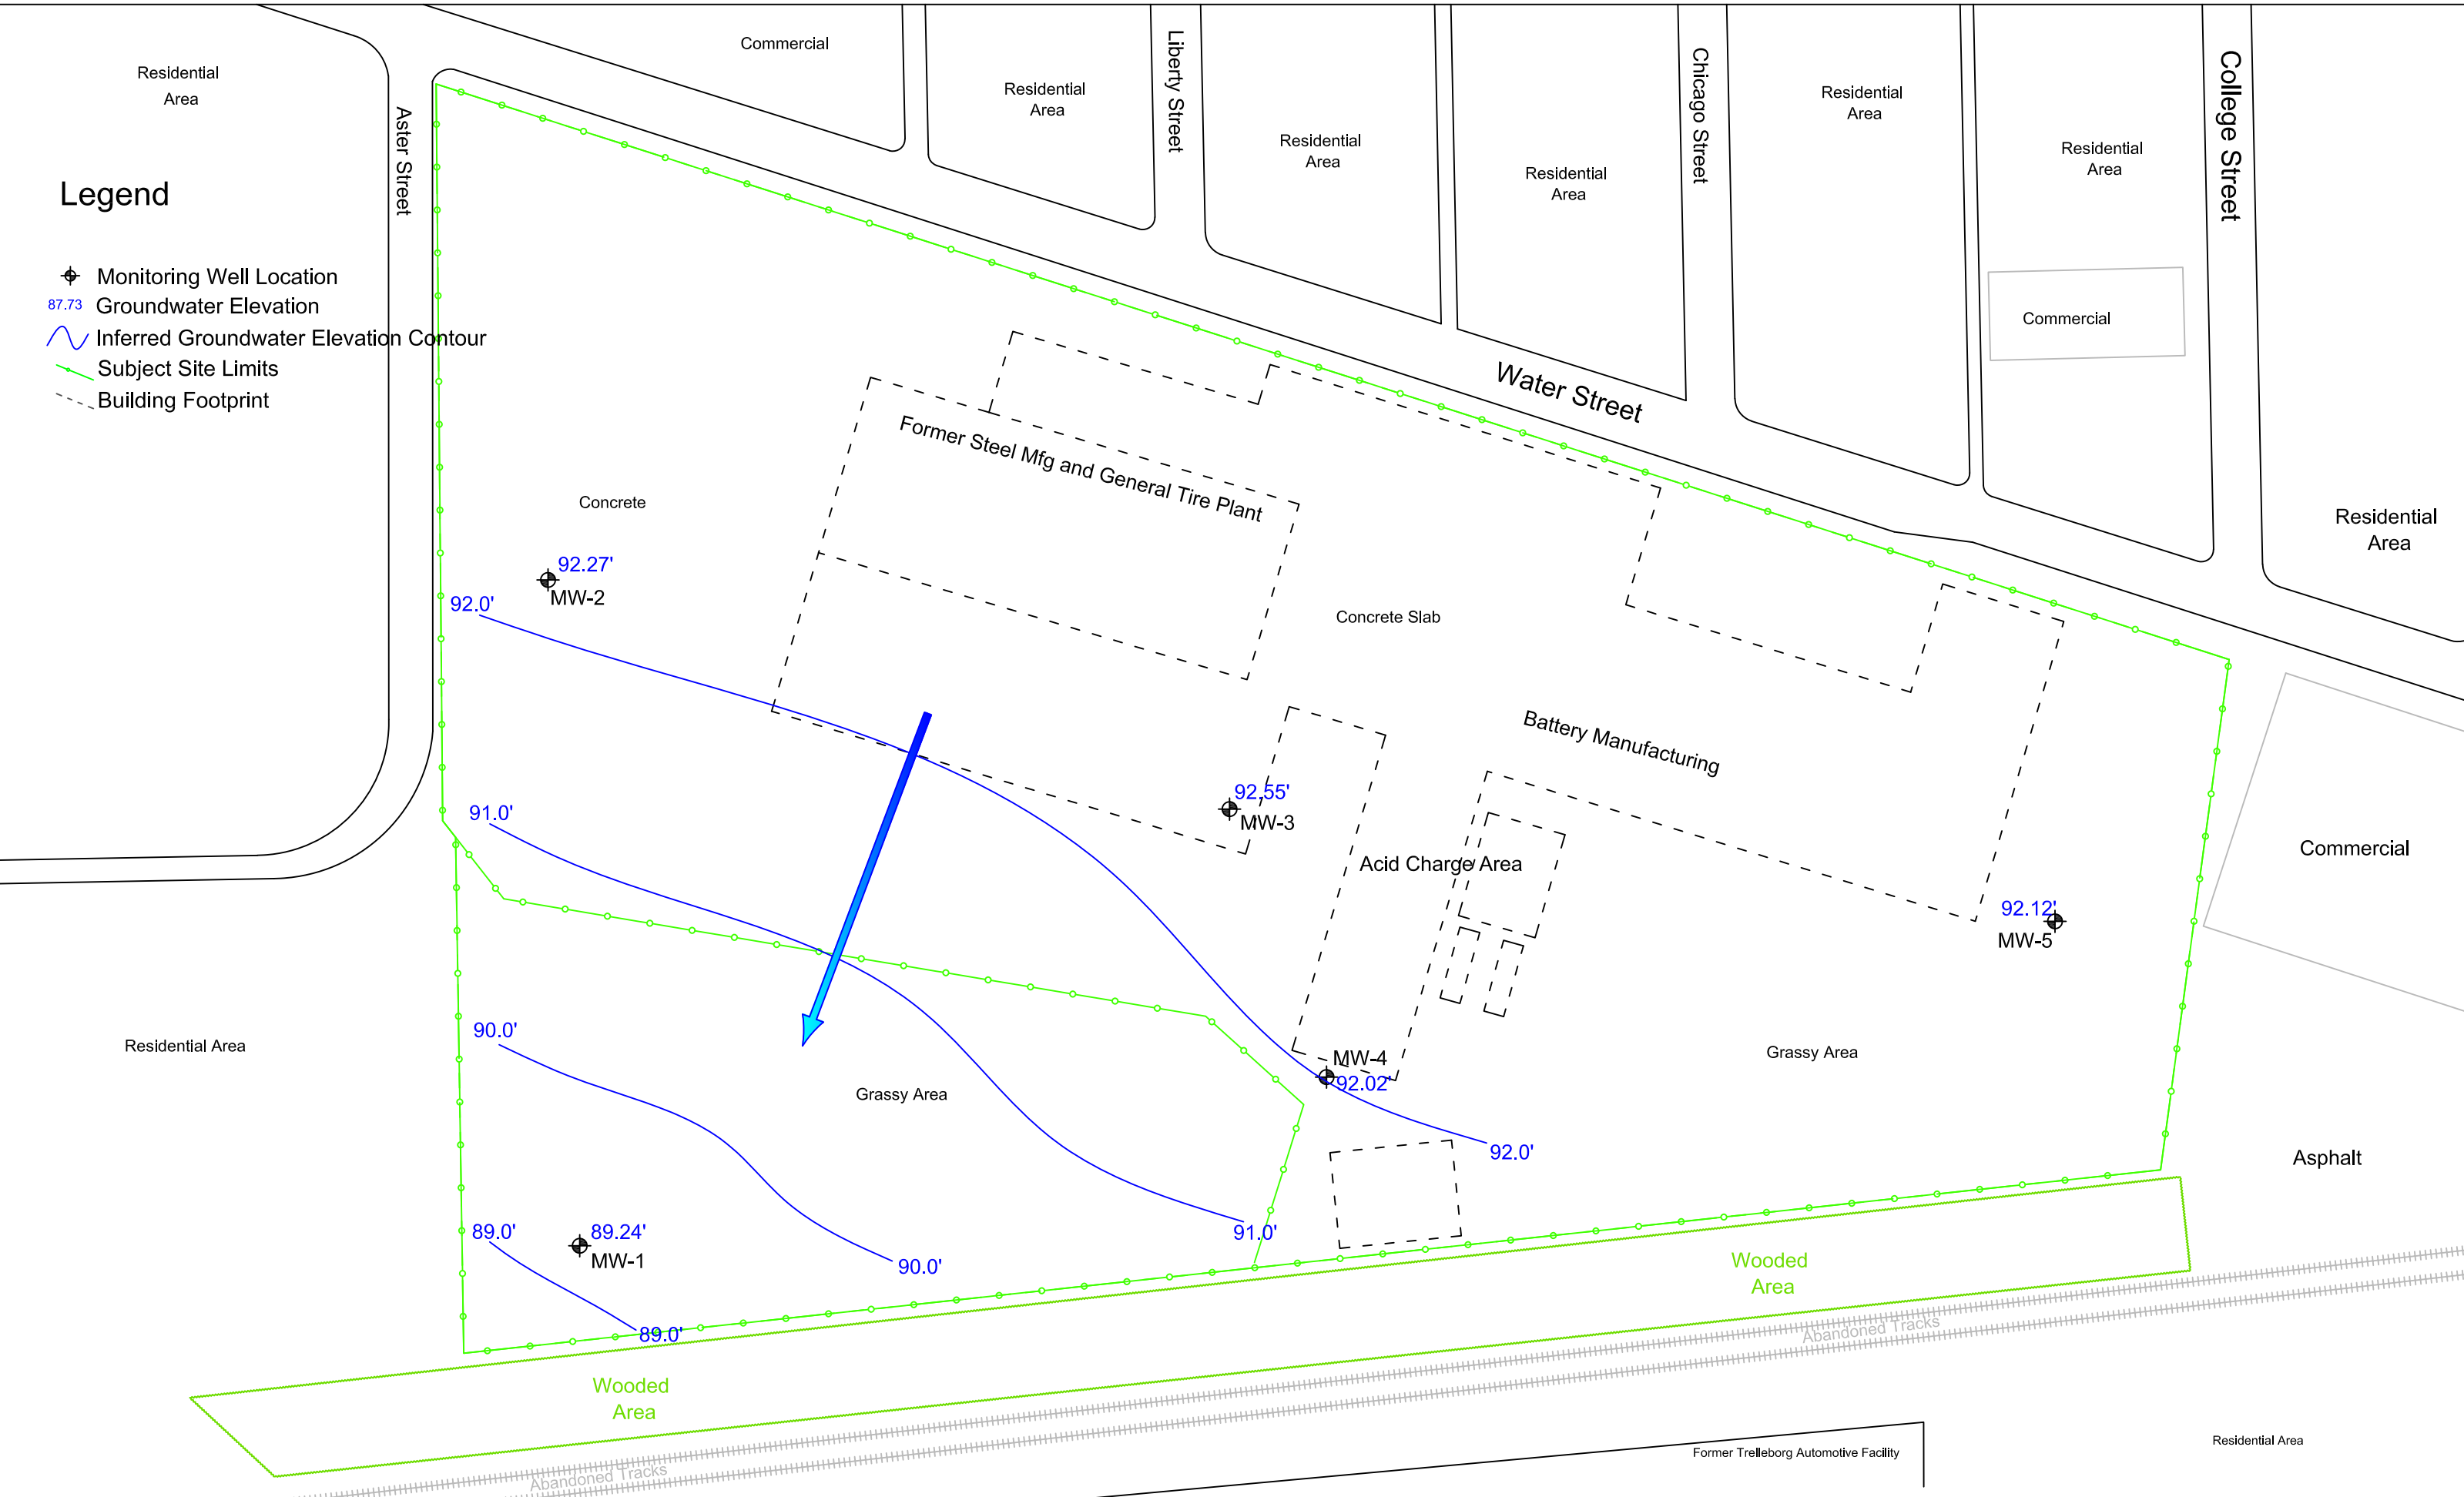 Commercial
Residential
Area
Aster Street
Residential
Area
Liberty Street
Residential
Area
Residential
Area
Chicago Street
Residential
Area
Residential
Area
College Street
Commercial
Residential
Area
Legend
Monitoring Well Location
87.73 Groundwater Elevation
Inferred Groundwater Elevation Contour
Subject Site Limits
Building Footprint
Water Street
Former Steel Mfg and General Tire Plant
Concrete
92.27'
MW-2
92.0'
Concrete Slab
Battery Manufacturing
92.55'
MW-3
91.0'
Acid Charge Area
Commercial
92.12'
MW-5
90.0'
Residential Area
Grassy Area
MW-4
92.02'
Grassy Area
92.0'
Asphalt
89.0'
89.24'
MW-1
91.0'
90.0'
Wooded
Area
89.0'
Abandoned Tracks
Wooded
Area
Abandoned Tracks
Former Trelleborg Automotive Facility
Residential Area